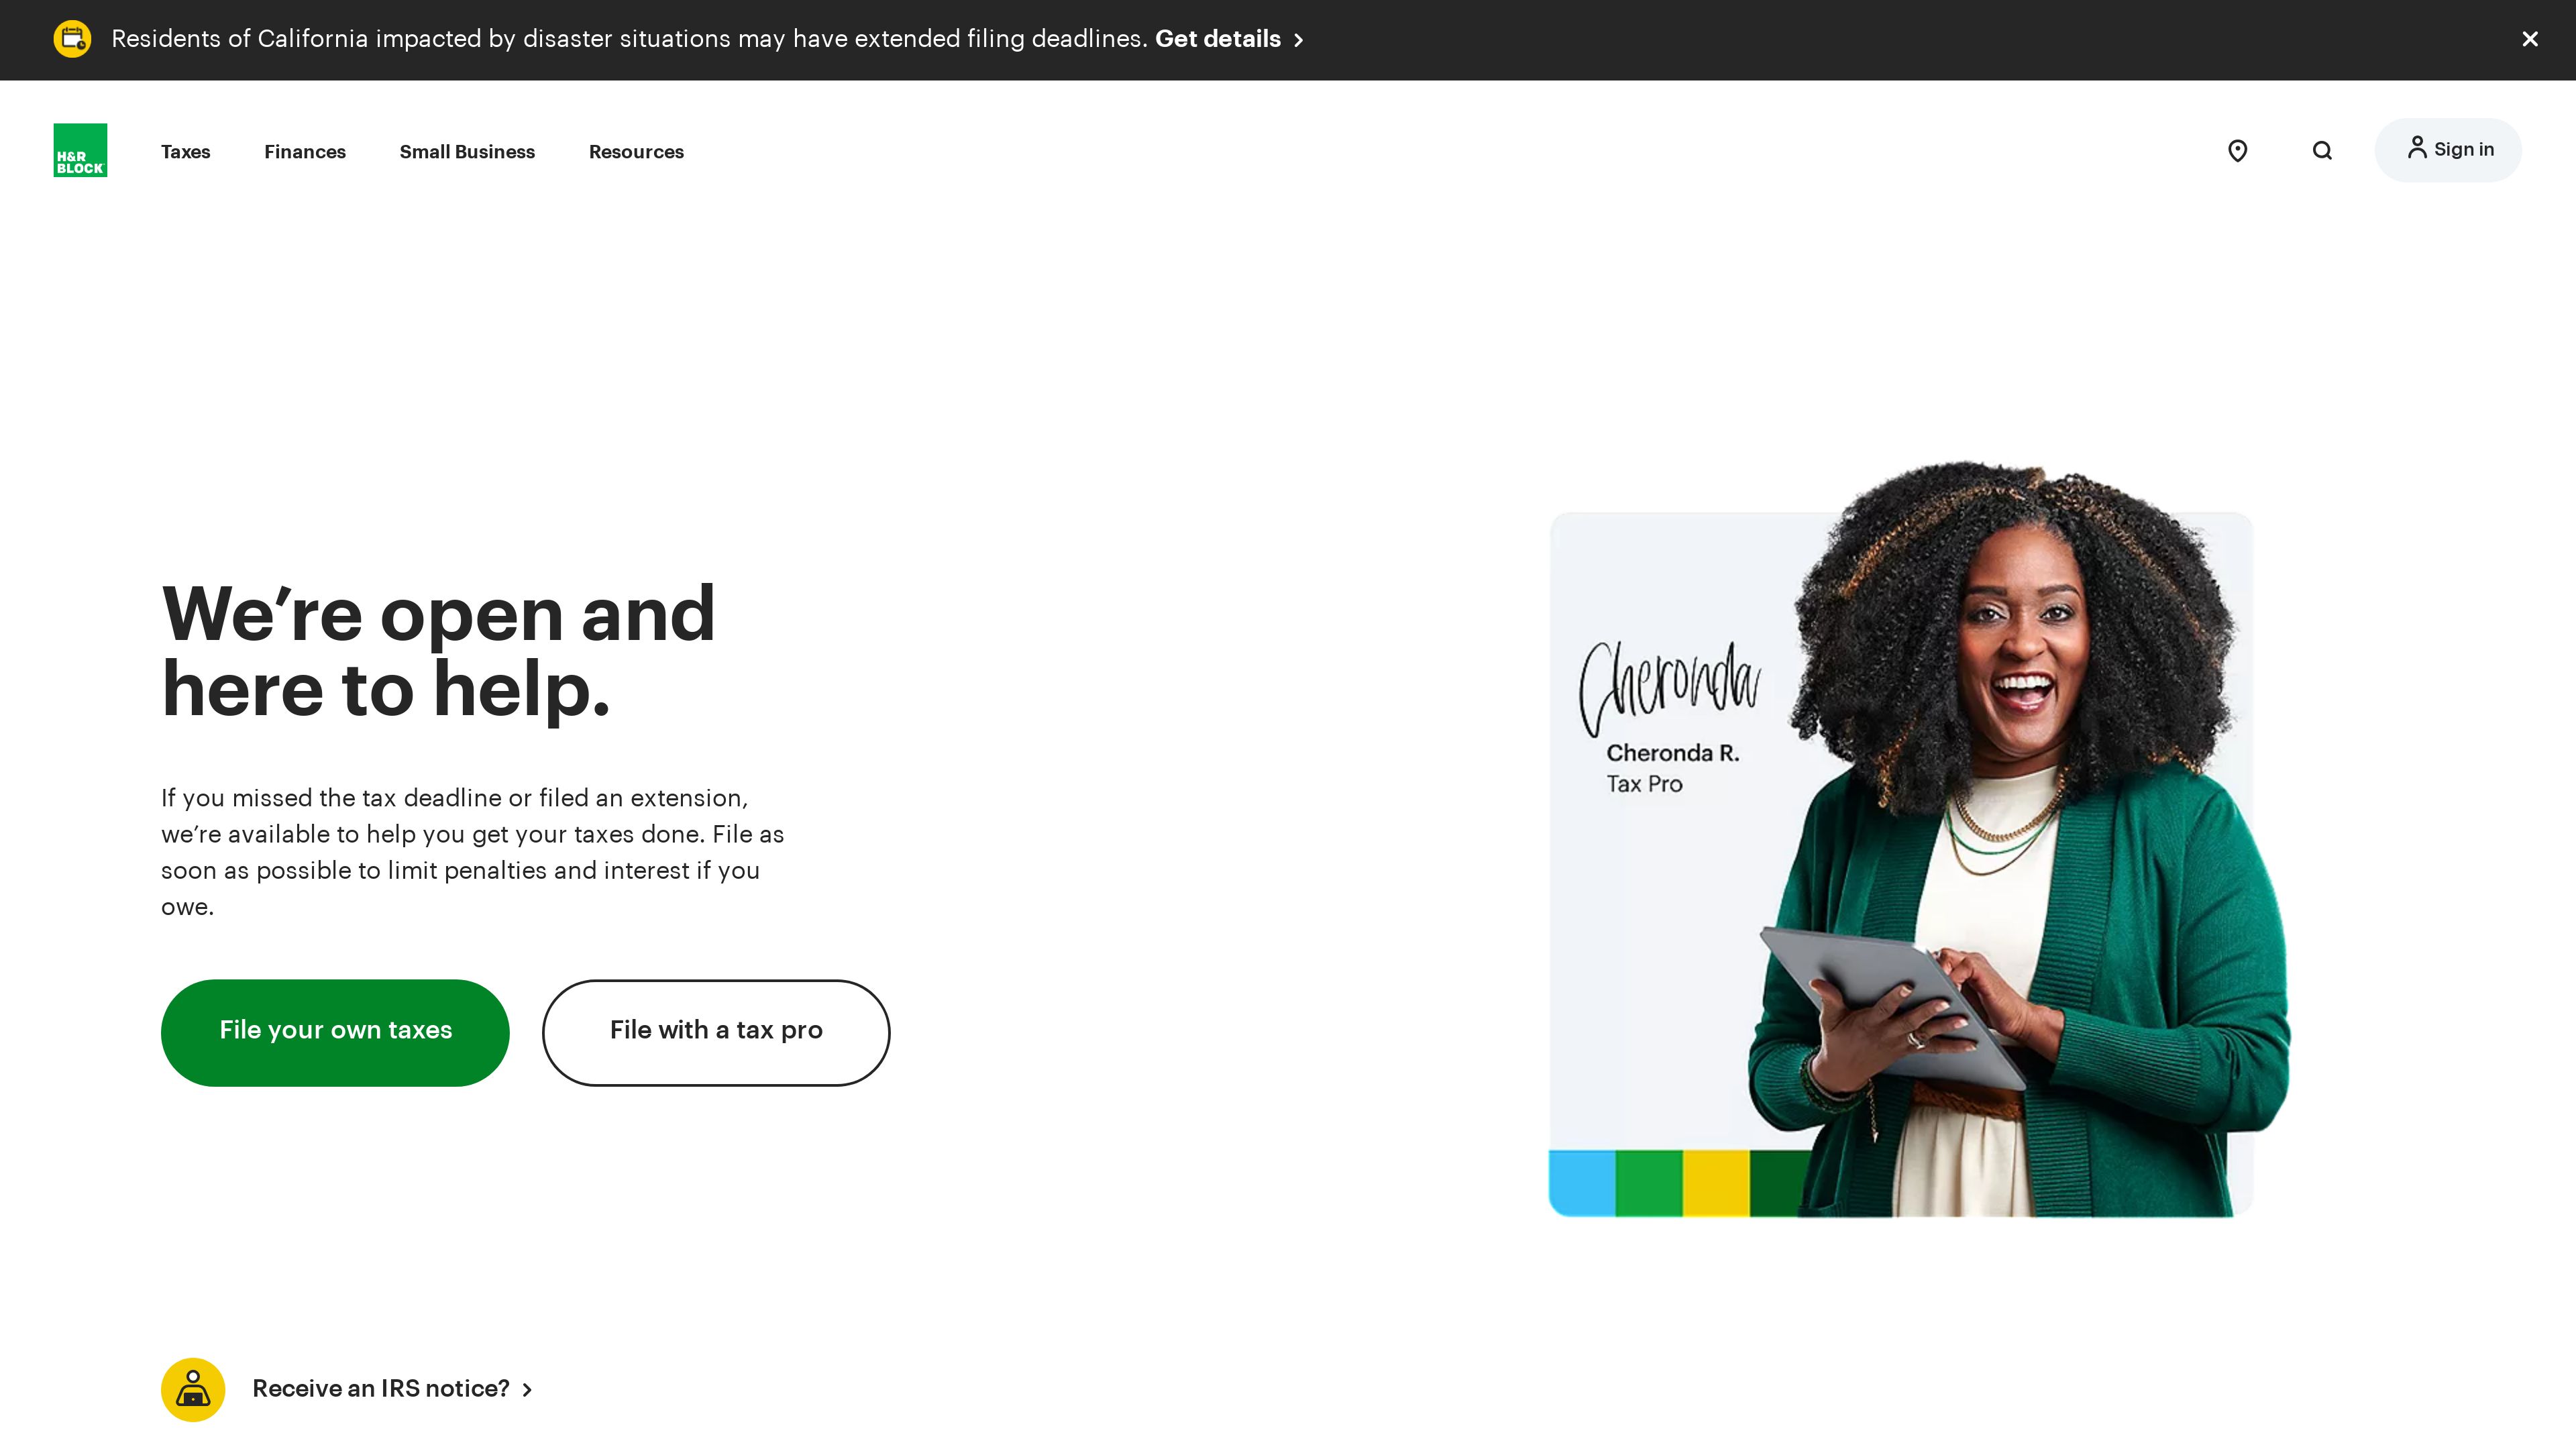 Residents of California impacted by disaster situations may have extended filing deadlines. Get details
H&R
BLOCK
Taxes
Finances
Small Business
Resources
Sign in
We’re open and
here to help.
If you missed the tax deadline or filed an extension,
we’re available to help you get your taxes done. File as
soon as possible to limit penalties and interest if you
owe.
File your own taxes
File with a tax pro
Cheronda
Cheronda R.
Tax Pro
Receive an IRS notice?